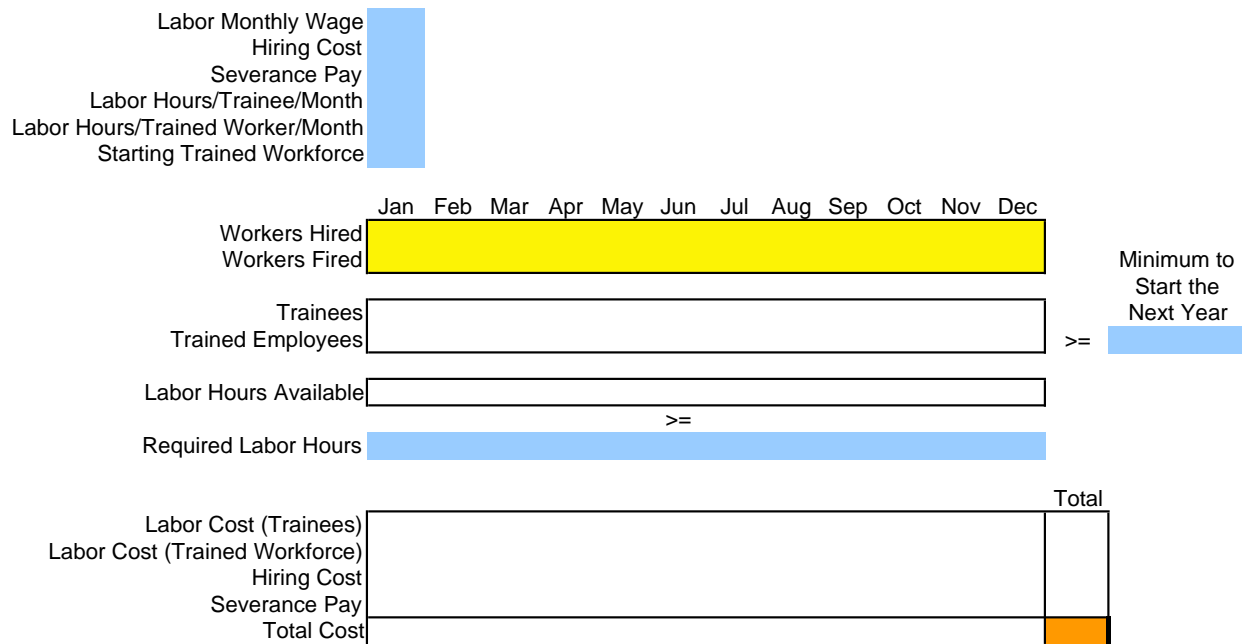 Labor Monthly Wage
Hiring Cost
Severance Pay
Labor Hours/Trainee/Month
Labor Hours/Trained Worker/Month
Starting Trained Workforce
Jan Feb Mar Apr May Jun Jul Aug Sep Oct Nov Dec
Workers Hired
Workers Fired
Minimum to
Start the
Next Year
Trainees
Trained Employees
>=
Labor Hours Available
>=
Required Labor Hours
Total
Labor Cost (Trainees)
Labor Cost (Trained Workforce)
Hiring Cost
Severance Pay
Total Cost